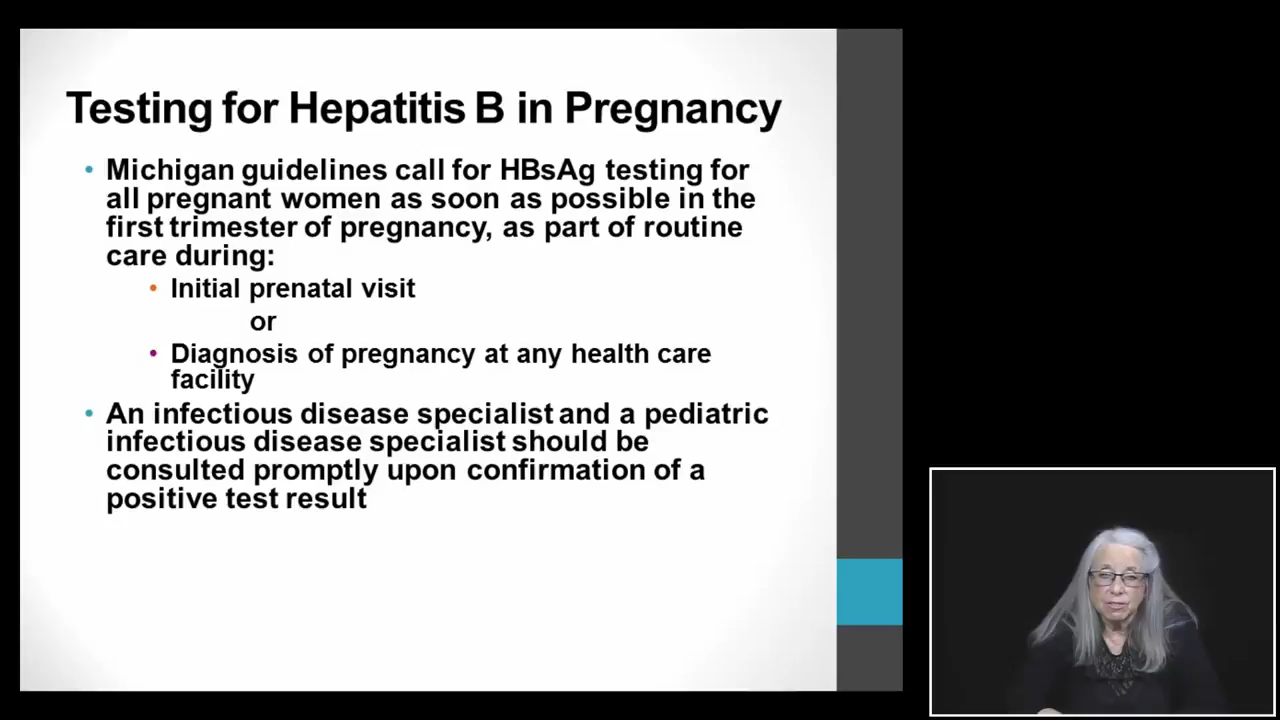 Testing for Hepatitis B in Pregnancy
• Michigan guidelines call for HBsAg testing for
all pregnant women as soon as possible in the
first trimester of pregnancy, as part of routine
care during:
• Initial prenatal visit
or
• Diagnosis of pregnancy at any health care
facility
• An infectious disease specialist and a pediatric
infectious disease specialist should be
consulted promptly upon confirmation of a
positive test result